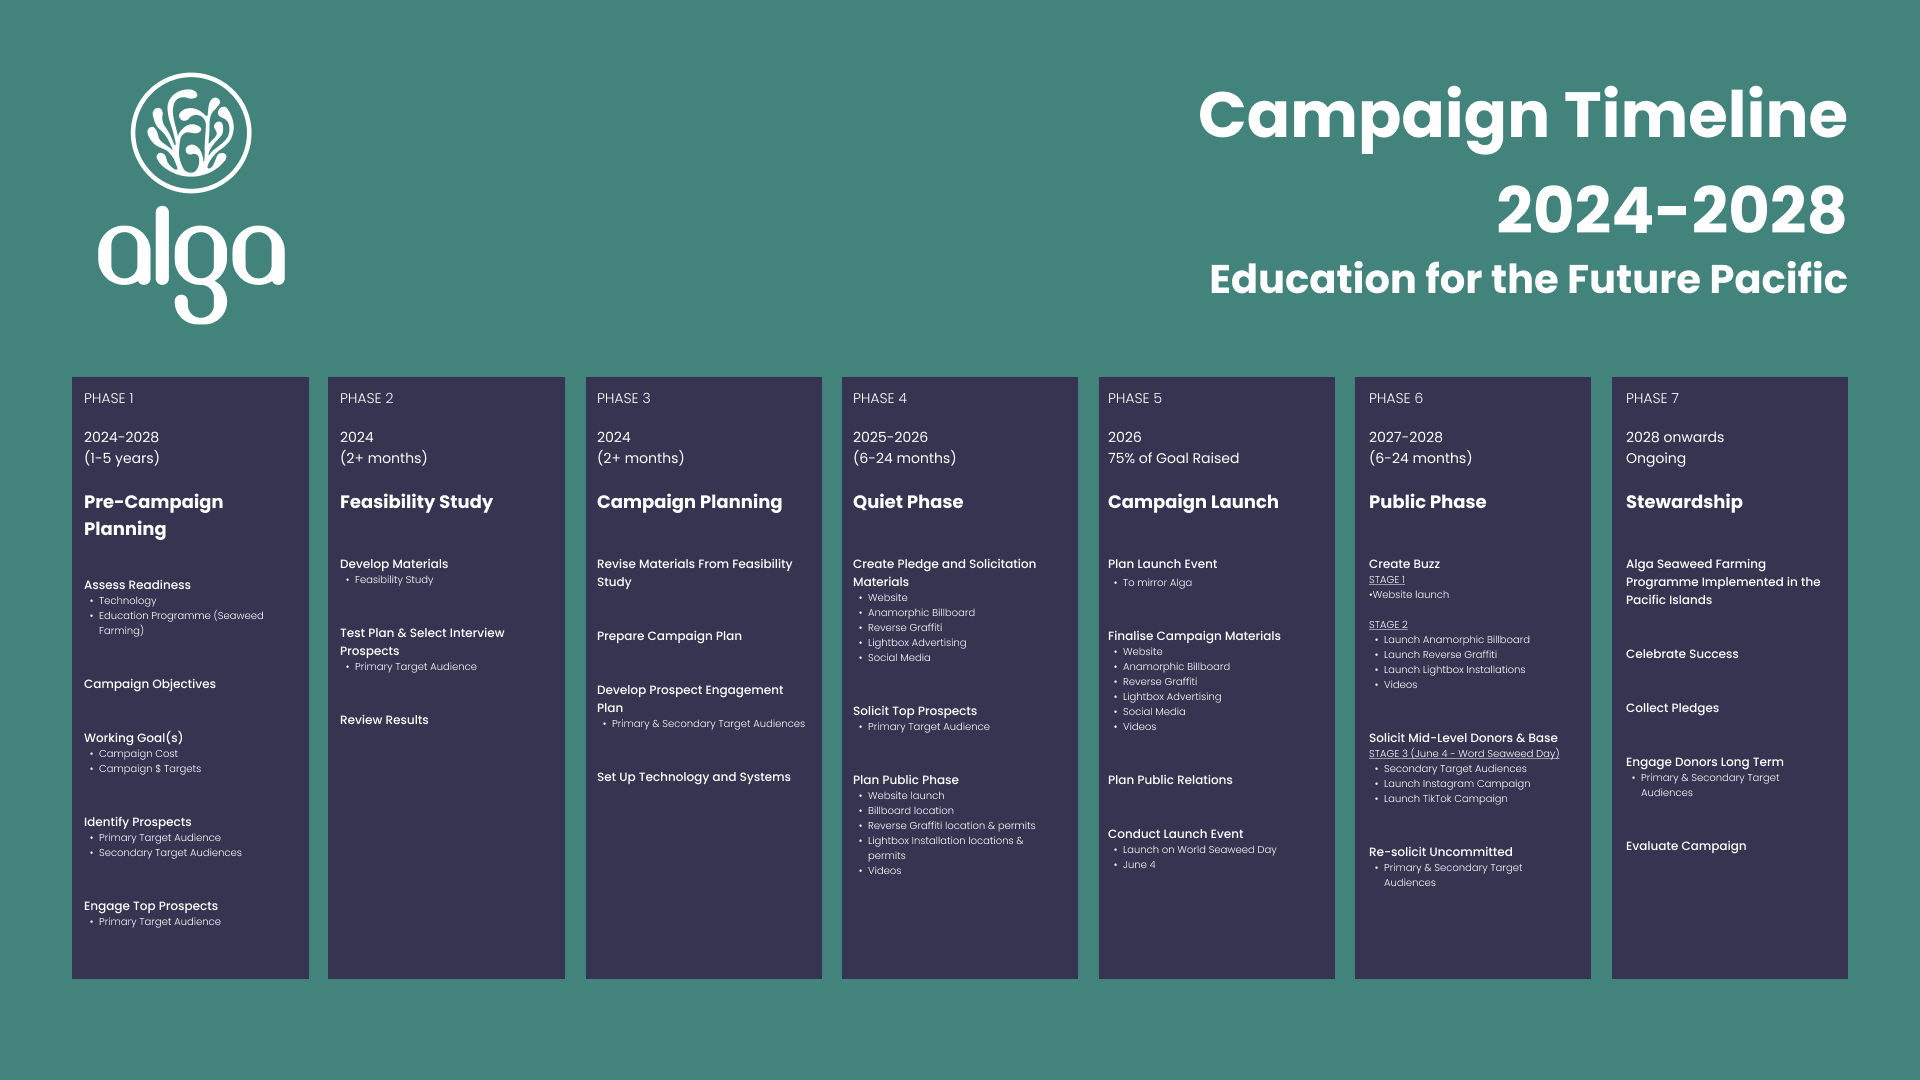 alga
Campaign Timeline
2024-2028
Education for the Future Pacific
PHASE 1
2024-2028
(1-5 years)
Pre-Campaign
Planning
Assess Readiness
• Technology
• Education Programme (Seaweed
Farming)
Campaign Objectives
Working Goal(s)
• Campaign Cost
• Campaign $ Targets
Identify Prospects
• Primary Target Audience
• Secondary Target Audiences
Engage Top Prospects
• Primary Target Audience
PHASE 2
2024
(2+ months)
Feasibility Study
Develop Materials
• Feasibility Study
Test Plan & Select Interview
Prospects
• Primary Target Audience
Review Results
PHASE 3
2024
(2+ months)
Campaign Planning
Revise Materials From Feasibility
Study
Prepare Campaign Plan
Develop Prospect Engagement
Plan
• Primary & Secondary Target Audiences
Set Up Technology and Systems
PHASE 4
2025-2026
(6-24 months)
Quiet Phase
Create Pledge and Solicitation
Materials
• Website
• Anamorphic Billboard
• Reverse Graffiti
• Lightbox Advertising
• Social Media
Solicit Top Prospects
• Primary Target Audience
Plan Public Phase
• Website launch
• Billboard location
• Reverse Graffiti location & permits
• Lightbox Installation locations &
permits
• Videos
PHASE 5
2026
75% of Goal Raised
Campaign Launch
Plan Launch Event
• To mirror Alga
Finalise Campaign Materials
• Website
• Anamorphic Billboard
• Reverse Graffiti
• Lightbox Advertising
• Social Media
• Videos
Plan Public Relations
Conduct Launch Event
• Launch on World Seaweed Day
• June 4
PHASE 6
2027-2028
(6-24 months)
Public Phase
Create Buzz
STAGE 1
•Website launch
STAGE 2
• Launch Anamorphic Billboard
• Launch Reverse Graffiti
• Launch Lightbox Installations
• Videos
Solicit Mid-Level Donors & Base
STAGE 3 (June 4 - Word Seaweed Day)
• Secondary Target Audiences
• Launch Instagram Campaign
• Launch TikTok Campaign
Re-solicit Uncommitted
• Primary & Secondary Target
Audiences
PHASE 7
2028 onwards
Ongoing
Stewardship
Alga Seaweed Farming
Programme Implemented in the
Pacific Islands
Celebrate Success
Collect Pledges
Engage Donors Long Term
• Primary & Secondary Target
Audiences
Evaluate Campaign